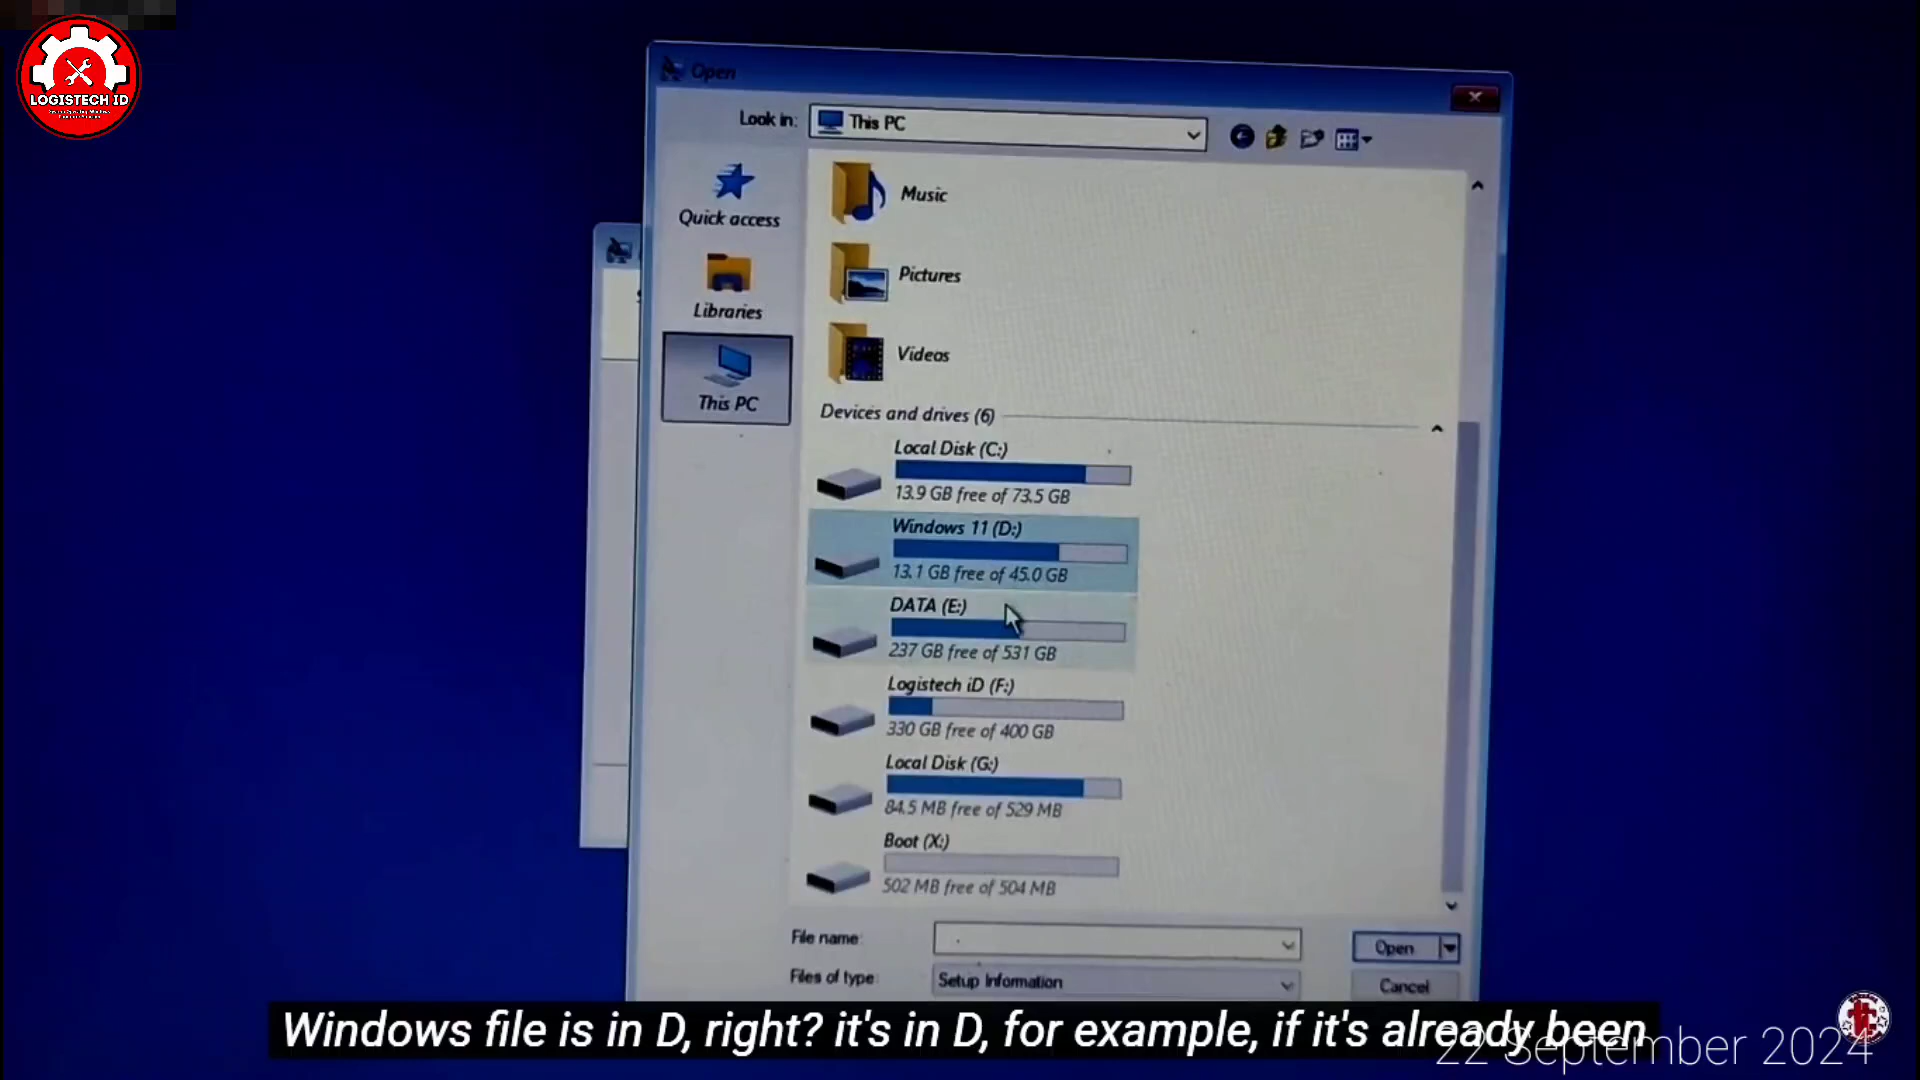 LOGISTECH ID
Open
Look in:
This PC
Quick access
Libraries
This PC
Music
Pictures
Videos
Devices and drives (6)
Local Disk (C:)
13.9 GB free of 73.5 GB
Windows 11 (D:)
13.1 GB free of 45.0 GB
DATA (E:)
237 GB free of 531 GB
Logistech iD (F:)
330 GB free of 400 GB
Local Disk (G:)
84.5 MB free of 529 MB
Boot (X:)
502 MB free of 504 MB
File name:
Open
Files of type:
Setup Information
Cancel
Windows file is in D, right? it's in D, for example, if it's already been
22 September 2024